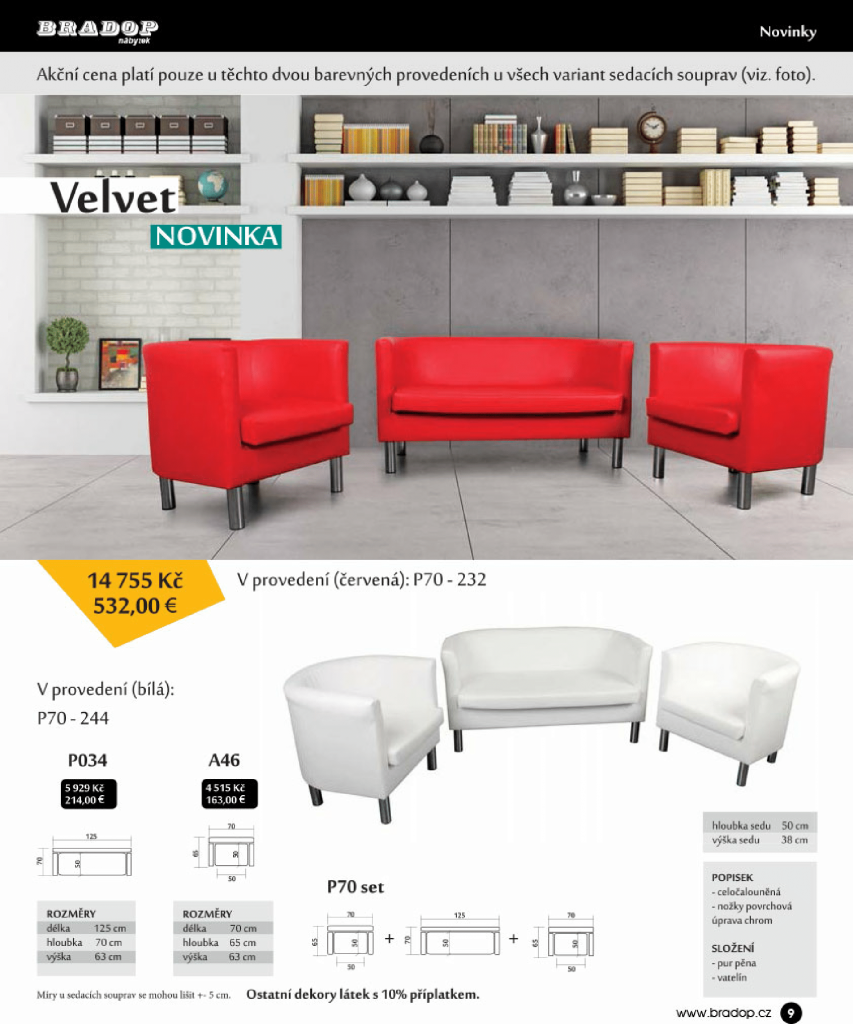 BRADOP
nábytek
Novinky
Akční cena platí pouze u těchto dvou barevných provedeních u všech variant sedacích souprav (viz. foto).
Velvet
NOVINKA
14 755 Kč
532,00 €
V provedení (červená): P70 - 232
V provedení (bílá):
P70 - 244
P034
5 929 Kč
214,00 €
A46
4 515 Kč
163,00 €
125
70
50
70
65
50
50
ROZMĚRY
délka 125 cm
hloubka 70 cm
výška 63 cm
ROZMĚRY
délka 70 cm
hloubka 65 cm
výška 63 cm
P70 set
70
65
50
50
+
125
70
50
+
70
65
50
50
hloubka sedu 50 cm
výška sedu 38 cm
POPISEK
- celočalouněná
- nožky povrchová
úprava chrom
SLOŽENÍ
- pur pěna
- vatelín
Míry u sedacích souprav se mohou lišit +- 5 cm.
Ostatní dekory látek s 10% příplatkem.
www.bradop.cz 9